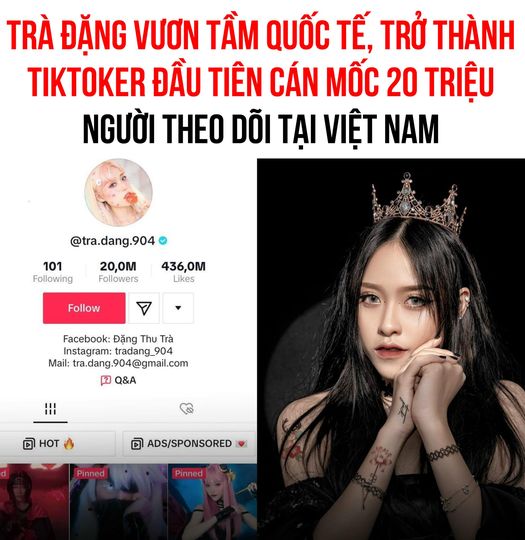 TRÀ ĐẶNG VƯƠN TẦM QUỐC TẾ, TRỞ THÀNH
TIKTOKER ĐẦU TIÊN CÁN MỐC 20 TRIỆU
NGƯỜI THEO DÕI TẠI VIỆT NAM
@tra.dang.904
101 20,0M 436,0M
Following Followers Likes
Follow
Facebook: Đặng Thu Trà
Instagram: tradang_904
Mail: tra.dang.904@gmail.com
Q&A
HOT 🔥 ADS/SPONSORED 💌
Pinned Pinned Pinned